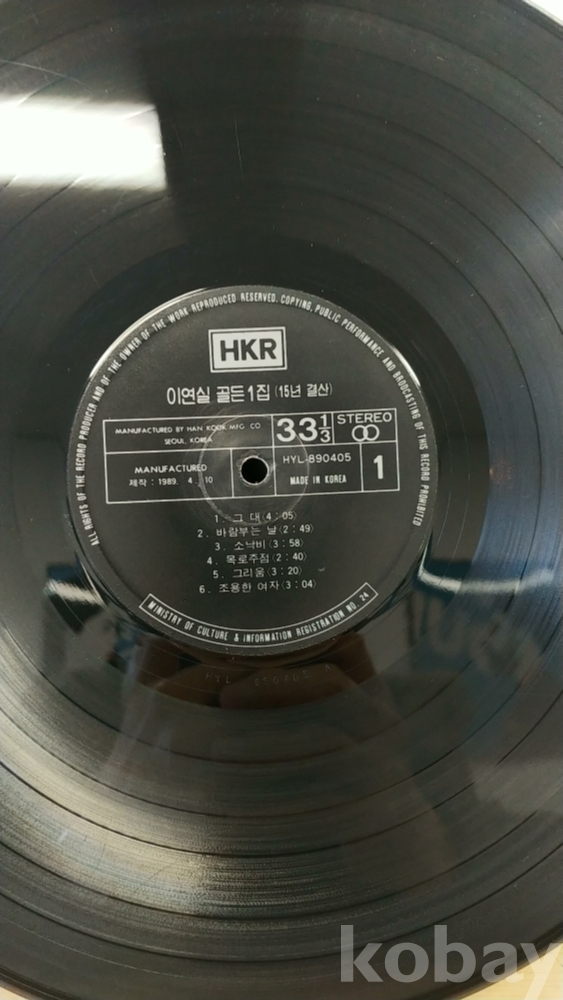 ALL RIGHTS OF THE RECORD PRODUCER AND OF THE OWNER OF THE WORK REPRODUCED RESERVED. COPYING, PUBLIC PERFORMANCE AND BROADCASTING OF THIS RECORD PROHIBITED
HKR
이연실 골든 1집 (15년 결산)
MANUFACTURED BY HAN KOOK MFG. CO
SEOUL, KOREA
33 1/3
STEREO
MANUFACTURED
제작 : 1989. 4. 10
HYL-890405
MADE IN KOREA
1
1. 그 대 (4 : 05)
2. 바람부는 날 (2 : 49)
3. 소낙비 (3 : 58)
4. 목로주점 (2 : 40)
5. 그리움 (3 : 20)
6. 조용한 여자 (3 : 04)
MINISTRY OF CULTURE & INFORMATION REGISTRATION NO. 24
kobay